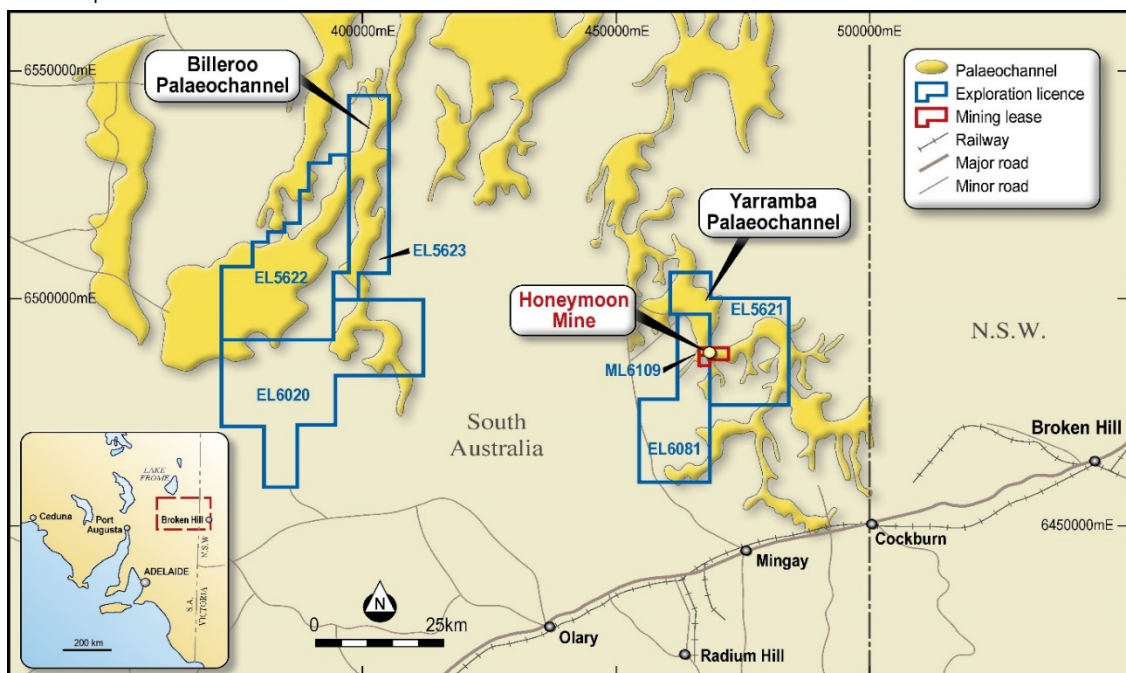 400000mE
450000mE
500000mE
6550000mE
Billeroo
Palaeochannel
Palaeochannel
Exploration licence
Mining lease
Railway
Major road
Minor road
Yarramba
Palaeochannel
EL5623
EL5622
6500000mE
Honeymoon
Mine
EL5621
N.S.W.
ML6109
EL6020
South
Australia
EL6081
Broken Hill
6450000mE
Cockburn
Mingay
Olary
Radium Hill
N
0
25km
LAKE
FROME
Ceduna
Port
Augusta
Broken Hill
N.S.W
ADELAIDE
S.A.
VICTORIA
200 km